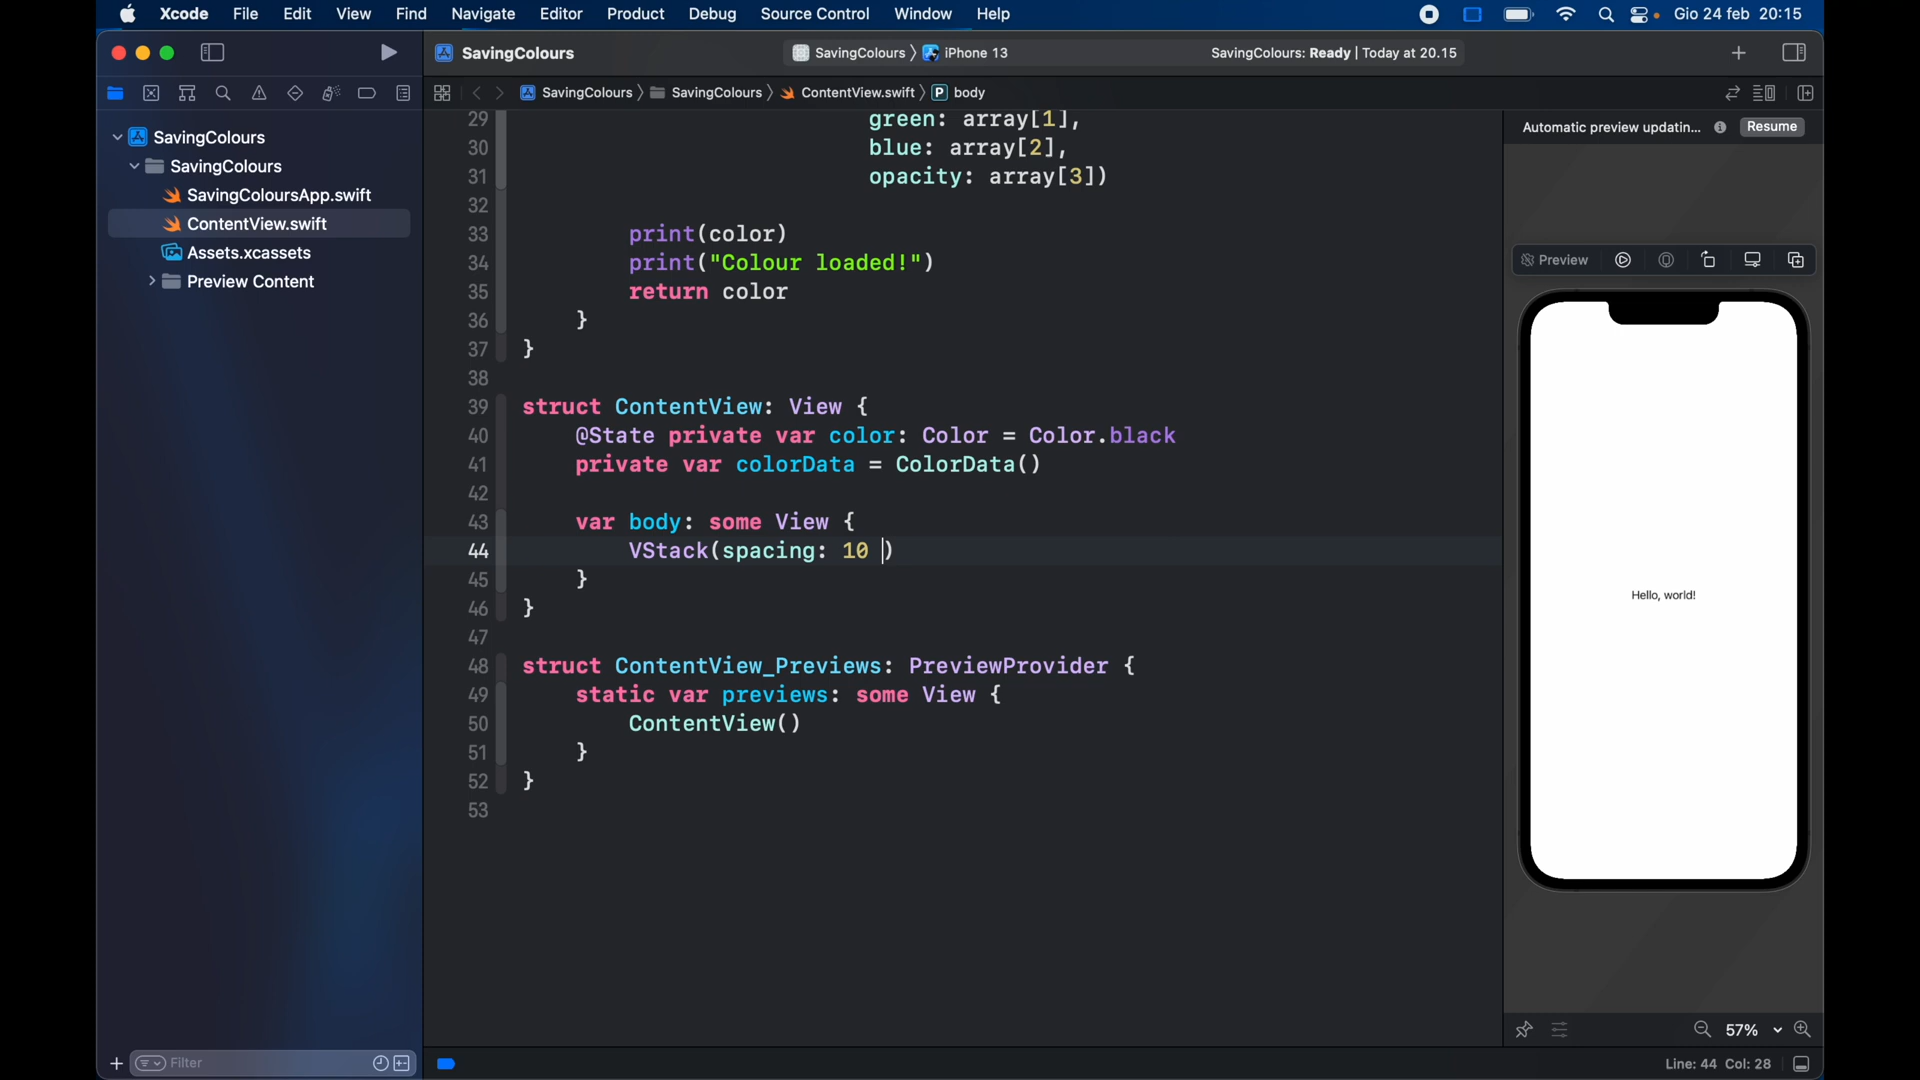 Xcode File Edit View Find Navigate Editor Product Debug Source Control Window Help Gio 24 feb 20:15
SavingColours SavingColours iPhone 13 SavingColours: Ready | Today at 20.15
SavingColours SavingColours ContentView.swift P body
SavingColours
SavingColours
SavingColoursApp.swift
ContentView.swift
Assets.xcassets
Preview Content
Filter
29 green: array[1],
30 blue: array[2],
31 opacity: array[3])
32
33 print(color)
34 print("Colour loaded!")
35 return color
36 }
37 }
38
39 struct ContentView: View {
40 @State private var color: Color = Color.black
41 private var colorData = ColorData()
42
43 var body: some View {
44 VStack(spacing: 10 )
45 }
46 }
47
48 struct ContentView_Previews: PreviewProvider {
49 static var previews: some View {
50 ContentView()
51 }
52 }
53
Automatic preview updatin... Resume
Preview
Hello, world!
57%
Line: 44 Col: 28